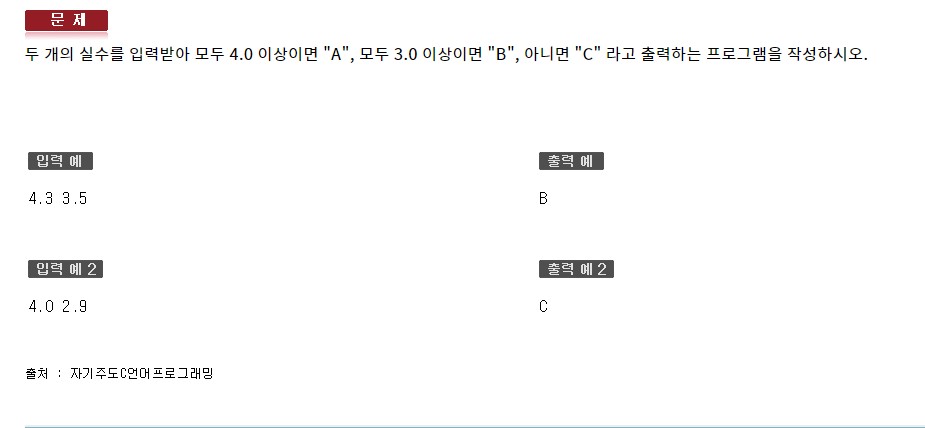 문 제
두 개의 실수를 입력받아 모두 4.0 이상이면 "A", 모두 3.0 이상이면 "B", 아니면 "C" 라고 출력하는 프로그램을 작성하시오.
입력 예
출력 예
4.3 3.5
B
입력 예 2
출력 예 2
4.0 2.9
C
출처 : 자기주도C언어프로그래밍